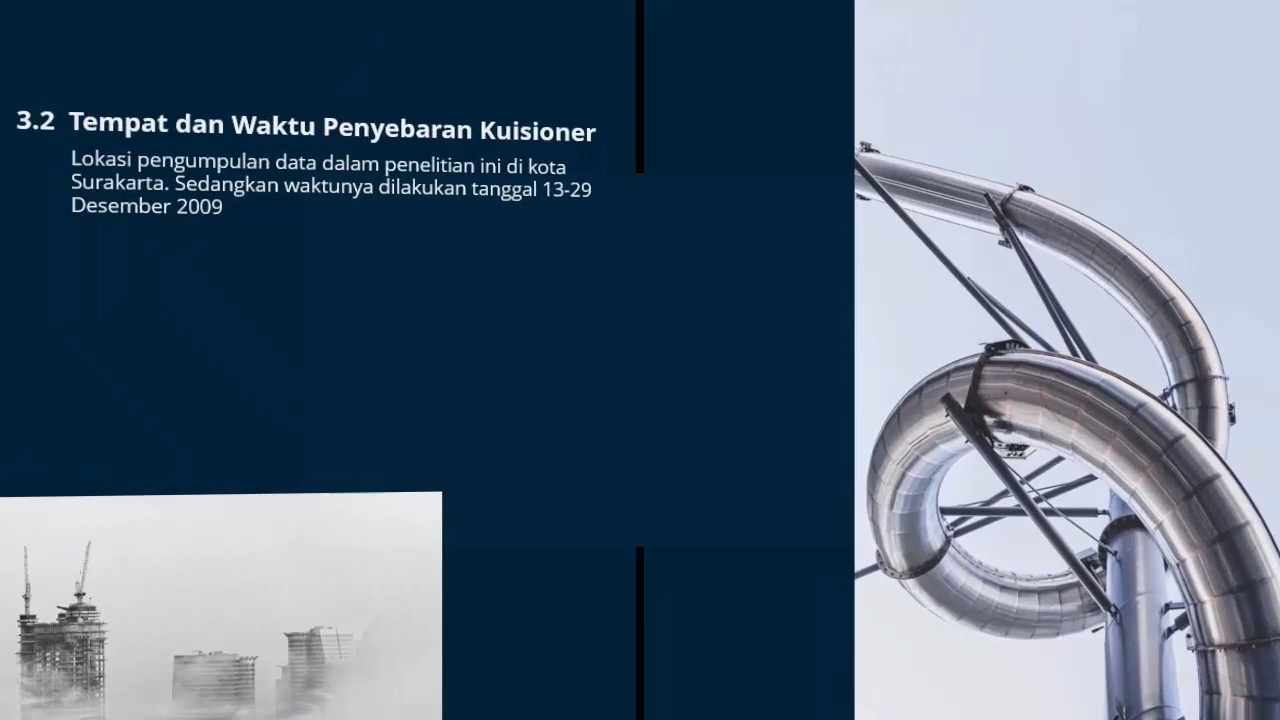 3.2 Tempat dan Waktu Penyebaran Kuisioner
Lokasi pengumpulan data dalam penelitian ini di kota
Surakarta. Sedangkan waktunya dilakukan tanggal 13-29
Desember 2009